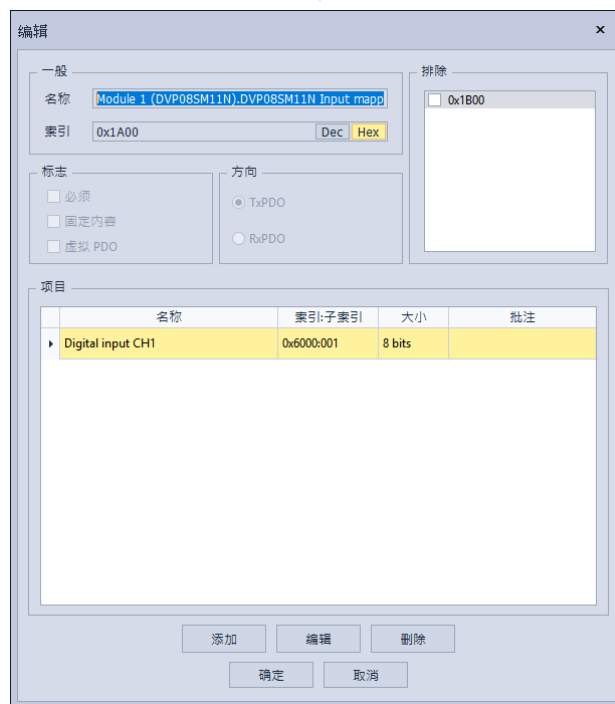 编辑
一般
名称 Module 1 (DVP08SM11N).DVP08SM11N Input mapp
索引 0x1A00 Dec Hex
排除
0x1B00
标志
必须
固定内容
虚拟 PDO
方向
TxPDO
RxPDO
项目
名称 索引:子索引 大小 批注
Digital input CH1 0x6000:001 8 bits
添加 编辑 删除
确定 取消